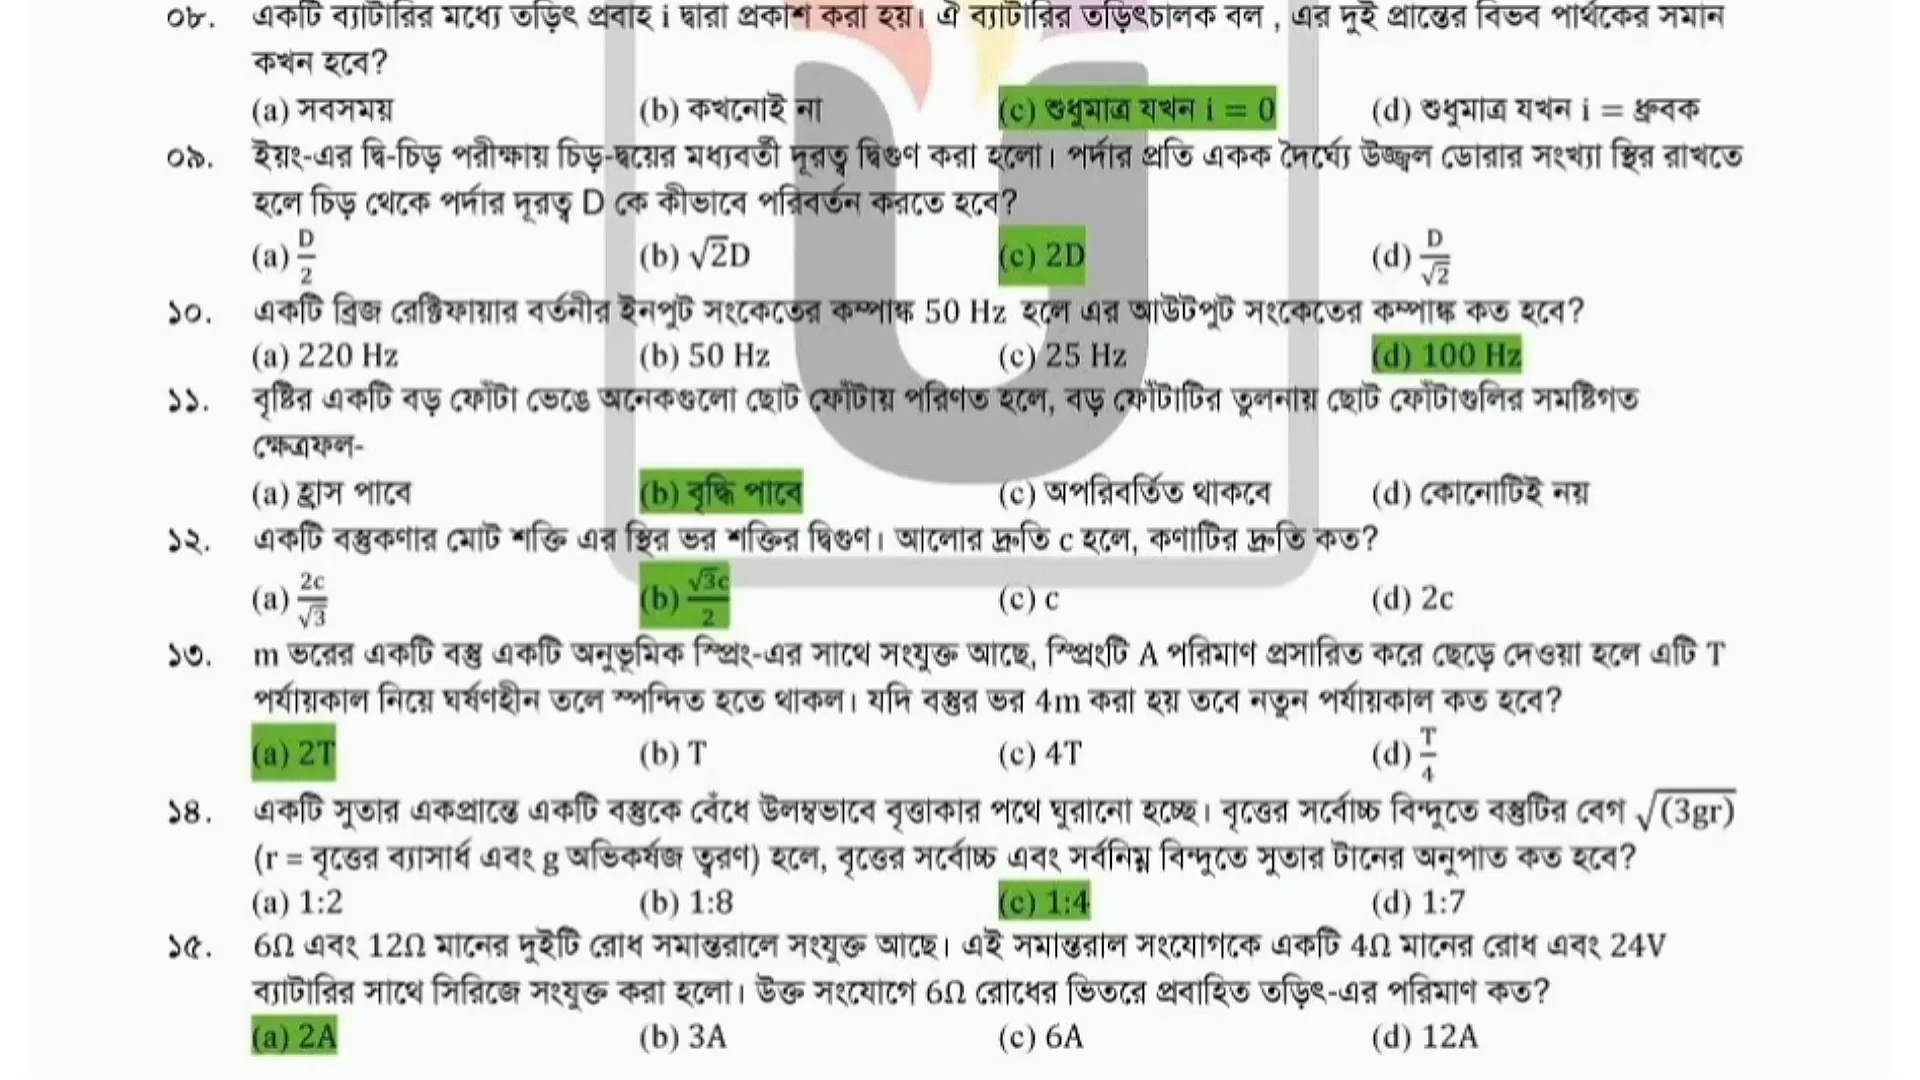 ০৮. একটি ব্যাটারির মধ্যে তড়িৎ প্রবাহ i দ্বারা প্রকাশ করা হয়। ঐ ব্যাটারির তড়িৎচালক বল , এর দুই প্রান্তের বিভব পার্থকের সমান
কখন হবে?
(a) সবসময় (b) কখনোই না (c) শুধুমাত্র যখন i = 0 (d) শুধুমাত্র যখন i = ধ্রুবক
০৯. ইয়ং-এর দ্বি-চিড় পরীক্ষায় চিড়-দ্বয়ের মধ্যবর্তী দূরত্ব দ্বিগুণ করা হলো। পর্দার প্রতি একক দৈর্ঘ্যে উজ্জ্বল ডোরার সংখ্যা স্থির রাখতে
হলে চিড় থেকে পর্দার দূরত্ব D কে কীভাবে পরিবর্তন করতে হবে?
(a) D/2 (b) √2D (c) 2D (d) D/√2
১০. একটি ব্রিজ রেক্টিফায়ার বর্তনীর ইনপুট সংকেতের কম্পাঙ্ক 50 Hz হলে এর আউটপুট সংকেতের কম্পাঙ্ক কত হবে?
(a) 220 Hz (b) 50 Hz (c) 25 Hz (d) 100 Hz
১১. বৃষ্টির একটি বড় ফোঁটা ভেঙে অনেকগুলো ছোট ফোঁটায় পরিণত হলে, বড় ফোঁটাটির তুলনায় ছোট ফোঁটাগুলির সমষ্টিগত
ক্ষেত্রফল-
(a) হ্রাস পাবে (b) বৃদ্ধি পাবে (c) অপরিবর্তিত থাকবে (d) কোনোটিই নয়
১২. একটি বস্তুকণার মোট শক্তি এর স্থির ভর শক্তির দ্বিগুণ। আলোর দ্রুতি c হলে, কণাটির দ্রুতি কত?
(a) 2c/√3 (b) √3c/2 (c) c (d) 2c
১৩. m ভরের একটি বস্তু একটি অনুভূমিক স্প্রিং-এর সাথে সংযুক্ত আছে, স্প্রিংটি A পরিমাণ প্রসারিত করে ছেড়ে দেওয়া হলে এটি T
পর্যায়কাল নিয়ে ঘর্ষণহীন তলে স্পন্দিত হতে থাকল। যদি বস্তুর ভর 4m করা হয় তবে নতুন পর্যায়কাল কত হবে?
(a) 2T (b) T (c) 4T (d) T/4
১৪. একটি সুতার একপ্রান্তে একটি বস্তুকে বেঁধে উলম্বভাবে বৃত্তাকার পথে ঘুরানো হচ্ছে। বৃত্তের সর্বোচ্চ বিন্দুতে বস্তুটির বেগ √(3gr)
(r = বৃত্তের ব্যাসার্ধ এবং g অভিকর্ষজ ত্বরণ) হলে, বৃত্তের সর্বোচ্চ এবং সর্বনিম্ন বিন্দুতে সুতার টানের অনুপাত কত হবে?
(a) 1:2 (b) 1:8 (c) 1:4 (d) 1:7
১৫. 6Ω এবং 12Ω মানের দুইটি রোধ সমান্তরালে সংযুক্ত আছে। এই সমান্তরাল সংযোগকে একটি 4Ω মানের রোধ এবং 24V
ব্যাটারির সাথে সিরিজে সংযুক্ত করা হলো। উক্ত সংযোগে 6Ω রোধের ভিতরে প্রবাহিত তড়িৎ-এর পরিমাণ কত?
(a) 2A (b) 3A (c) 6A (d) 12A